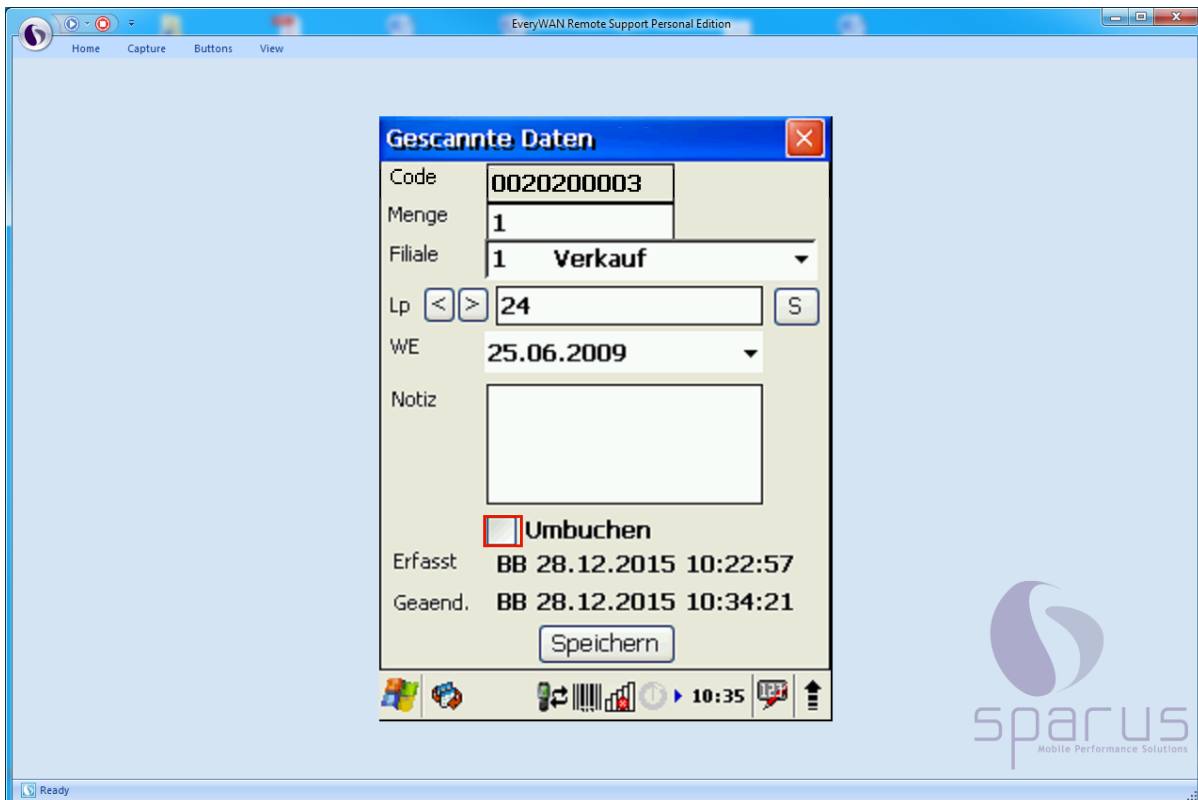 EveryWAN Remote Support Personal Edition
Home Capture Buttons View
Gescannte Daten
Code 0020200003
Menge 1
Filiale 1 Verkauf
Lp < > 24 S
WE 25.06.2009
Notiz
Umbuchen
Erfasst BB 28.12.2015 10:22:57
Geaend. BB 28.12.2015 10:34:21
Speichern
10:35
sparus
Mobile Performance Solutions
Ready